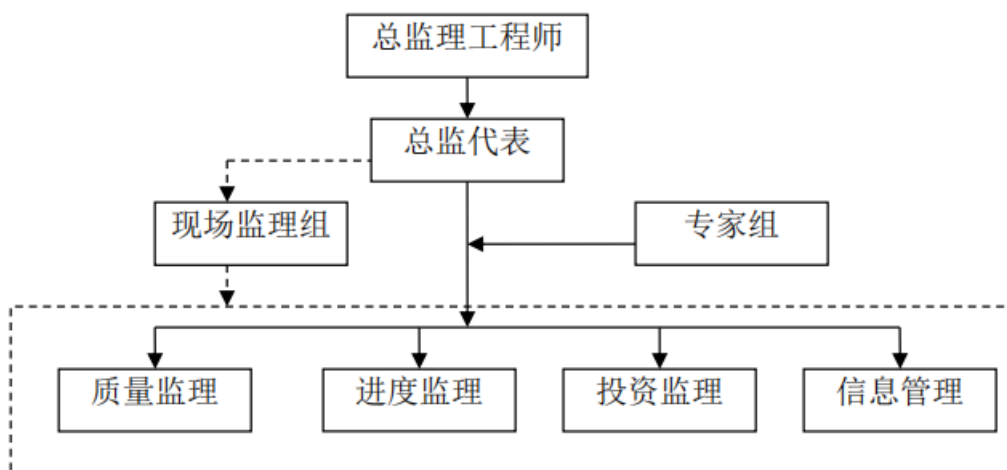 总监理工程师
总监代表
现场监理组
专家组
质量监理
进度监理
投资监理
信息管理